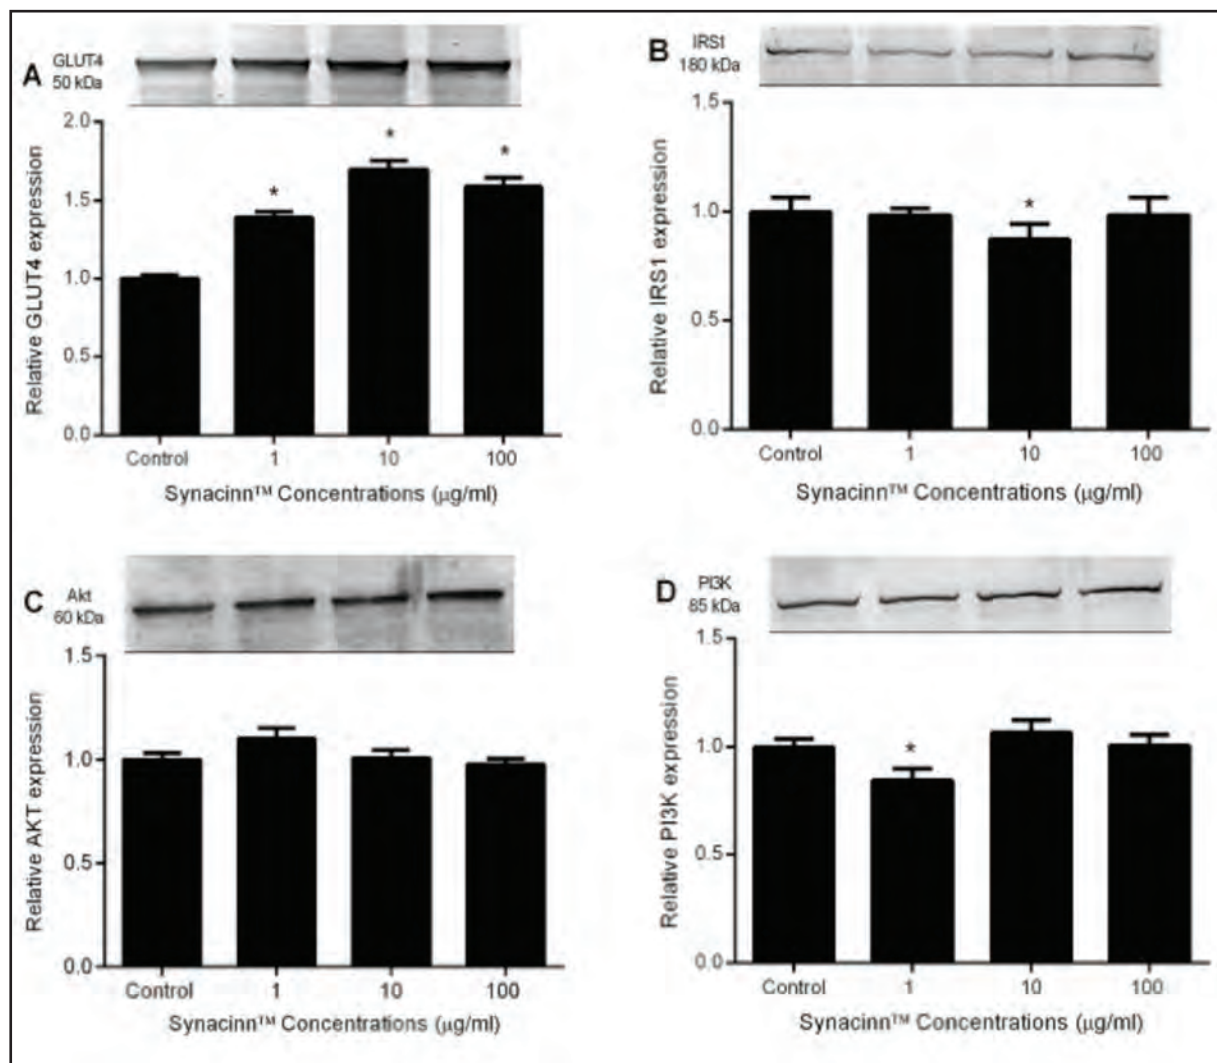 A
GLUT4
50 kDa
*
*
*
2.0
1.5
1.0
0.5
0.0
Relative GLUT4 expression
Control 1 10 100
Synacinn™ Concentrations (μg/ml)
B
IRS1
180 kDa
*
1.5
1.0
0.5
0.0
Relative IRS1 expression
Control 1 10 100
Synacinn™ Concentrations (μg/ml)
C
Akt
60 kDa
1.5
1.0
0.5
0.0
Relative AKT expression
Control 1 10 100
Synacinn™ Concentrations (μg/ml)
D
PI3K
85 kDa
*
1.5
1.0
0.5
0.0
Relative PI3K expression
Control 1 10 100
Synacinn™ Concentrations (μg/ml)